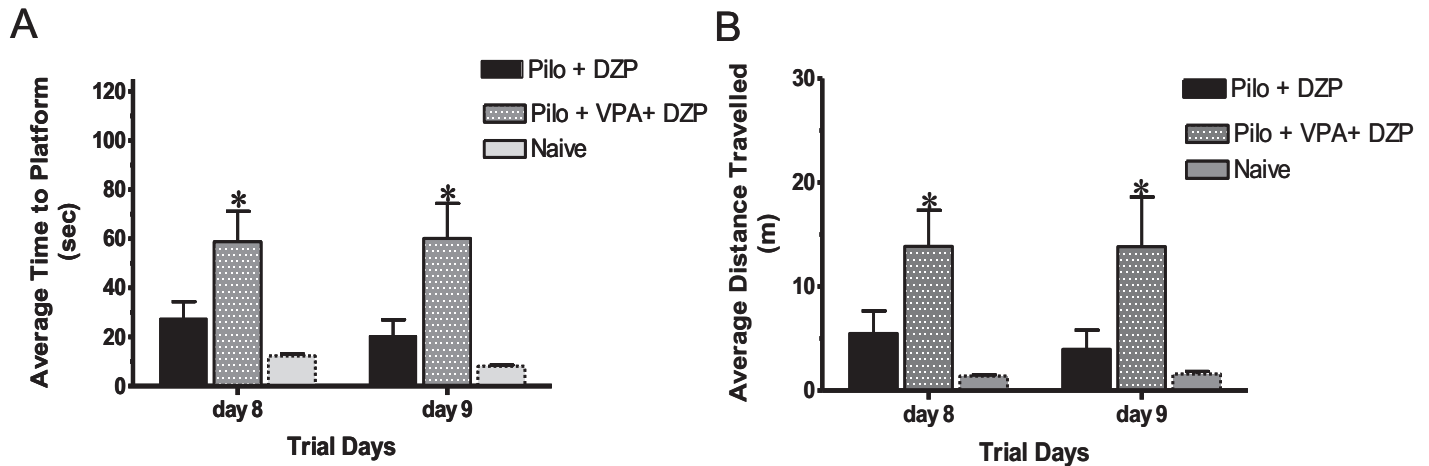 A
Average Time to Platform
(sec)
120
100
80
60
40
20
0
Pilo + DZP
Pilo + VPA+ DZP
Naive
*
*
day 8
day 9
Trial Days
B
Average Distance Travelled
(m)
30
20
10
0
Pilo + DZP
Pilo + VPA+ DZP
Naive
*
*
day 8
day 9
Trial Days